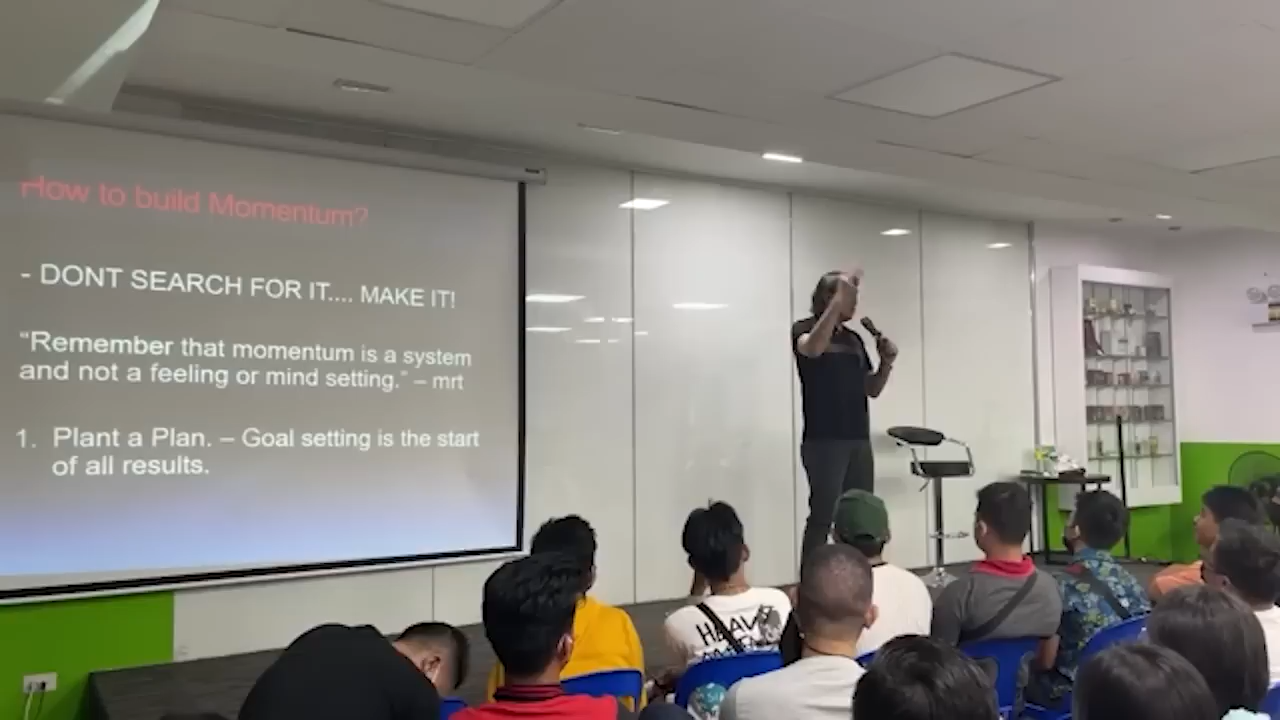 How to build Momentum?
- DONT SEARCH FOR IT.... MAKE IT!
“Remember that momentum is a system
and not a feeling or mind setting.” – mrt
1. Plant a Plan. – Goal setting is the start
of all results.